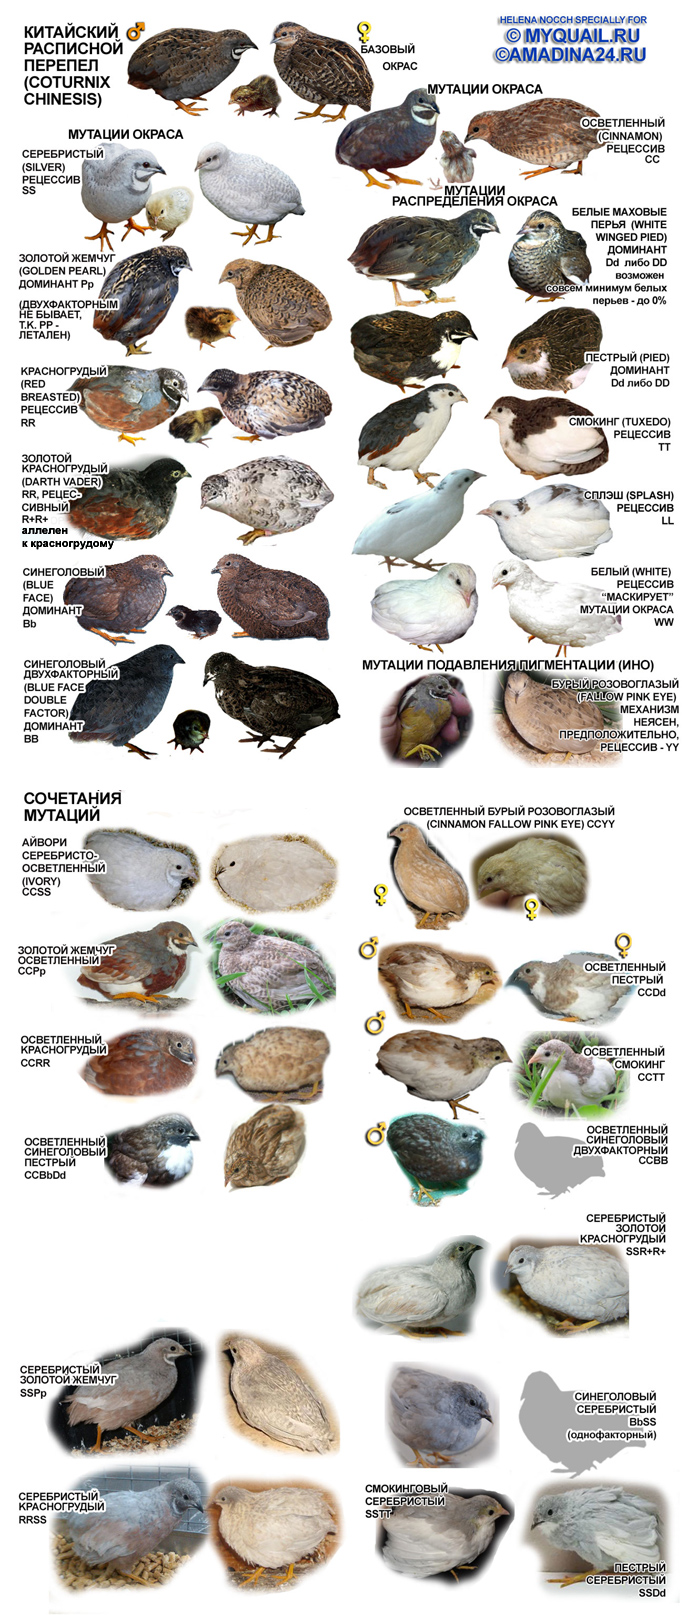 КИТАЙСКИЙ
РАСПИСНОЙ
ПЕРЕПЕЛ
(COTURNIX
CHINESIS)
БАЗОВЫЙ
ОКРАС
HELENA NOCCH SPECIALLY FOR
© MYQUAIL.RU
©AMADINA24.RU
МУТАЦИИ ОКРАСА
ОСВЕТЛЕННЫЙ
(CINNAMON)
РЕЦЕССИВ
CC
МУТАЦИИ ОКРАСА
СЕРЕБРИСТЫЙ
(SILVER)
РЕЦЕССИВ
SS
ЗОЛОТОЙ ЖЕМЧУГ
(GOLDEN PEARL)
ДОМИНАНТ Pp
(ДВУХФАКТОРНЫМ
НЕ БЫВАЕТ,
Т.К. PP -
ЛЕТАЛЕН)
КРАСНОГРУДЫЙ
(RED
BREASTED)
РЕЦЕССИВ
RR
ЗОЛОТОЙ
КРАСНОГРУДЫЙ
(DARTH VADER)
RR, РЕЦЕС-
СИВНЫЙ
R+R+
аллелен
к красногрудому
СИНЕГОЛОВЫЙ
(BLUE
FACE)
ДОМИНАНТ
Bb
СИНЕГОЛОВЫЙ
ДВУХФАКТОРНЫЙ
(BLUE FACE
DOUBLE
FACTOR)
ДОМИНАНТ
BB
МУТАЦИИ
РАСПРЕДЕЛЕНИЯ ОКРАСА
БЕЛЫЕ МАХОВЫЕ
ПЕРЬЯ (WHITE
WINGED PIED)
ДОМИНАНТ
Dd либо DD
возможен
совсем минимум белых
перьев - до 0%
ПЕСТРЫЙ (PIED)
ДОМИНАНТ
Dd либо DD
СМОКИНГ (TUXEDO)
РЕЦЕССИВ
TT
СПЛЭШ (SPLASH)
РЕЦЕССИВ
LL
БЕЛЫЙ (WHITE)
РЕЦЕССИВ
“МАСКИРУЕТ”
МУТАЦИИ ОКРАСА
WW
МУТАЦИИ ПОДАВЛЕНИЯ ПИГМЕНТАЦИИ (ИНО)
БУРЫЙ РОЗОВОГЛАЗЫЙ
(FALLOW PINK EYE)
МЕХАНИЗМ
НЕЯСЕН,
ПРЕДПОЛОЖИТЕЛЬНО,
РЕЦЕССИВ - YY
СОЧЕТАНИЯ
МУТАЦИЙ
АЙВОРИ
СЕРЕБРИСТО-
ОСВЕТЛЕННЫЙ
(IVORY)
CCSS
ЗОЛОТОЙ ЖЕМЧУГ
ОСВЕТЛЕННЫЙ
CCPp
ОСВЕТЛЕННЫЙ
КРАСНОГРУДЫЙ
CCRR
ОСВЕТЛЕННЫЙ
СИНЕГОЛОВЫЙ
ПЕСТРЫЙ
CCBbDd
ОСВЕТЛЕННЫЙ БУРЫЙ РОЗОВОГЛАЗЫЙ
(CINNAMON FALLOW PINK EYE) CCYY
ОСВЕТЛЕННЫЙ
ПЕСТРЫЙ
CCDd
ОСВЕТЛЕННЫЙ
СМОКИНГ
CCTT
ОСВЕТЛЕННЫЙ
СИНЕГОЛОВЫЙ
ДВУХФАКТОРНЫЙ
CCBB
СЕРЕБРИСТЫЙ
ЗОЛОТОЙ
КРАСНОГРУДЫЙ
SSR+R+
СЕРЕБРИСТЫЙ
ЗОЛОТОЙ ЖЕМЧУГ
SSPp
СИНЕГОЛОВЫЙ
СЕРЕБРИСТЫЙ
BbSS
(однофакторный)
СЕРЕБРИСТЫЙ
КРАСНОГРУДЫЙ
RRSS
СМОКИНГОВЫЙ
СЕРЕБРИСТЫЙ
SSTT
ПЕСТРЫЙ
СЕРЕБРИСТЫЙ
SSDd